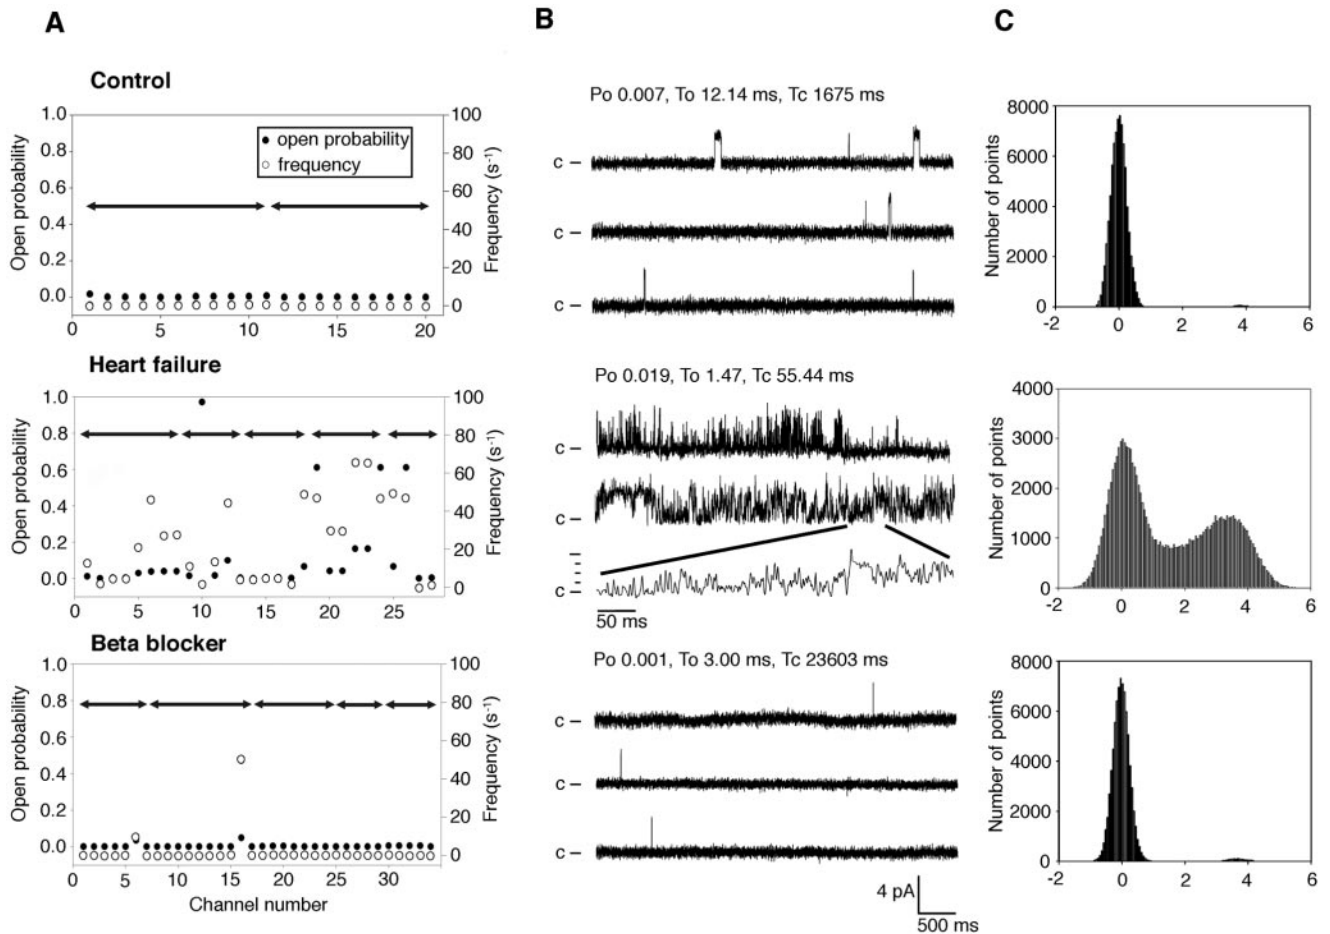 A
B
C
Control
Po 0.007, To 12.14 ms, Tc 1675 ms
1.0
0.8
0.6
0.4
0.2
0.0
Open probability
100
80
60
40
20
0
Frequency (s⁻¹)
open probability
frequency
0 5 10 15 20
c
c
c
8000
6000
4000
2000
0
Number of points
-2 0 2 4 6
Heart failure
Po 0.019, To 1.47, Tc 55.44 ms
1.0
0.8
0.6
0.4
0.2
0.0
Open probability
100
80
60
40
20
0
Frequency (s⁻¹)
0 5 10 15 20 25
c
c
c
50 ms
4000
3000
2000
1000
0
Number of points
-2 0 2 4 6
Beta blocker
Po 0.001, To 3.00 ms, Tc 23603 ms
1.0
0.8
0.6
0.4
0.2
0.0
Open probability
100
80
60
40
20
0
Frequency (s⁻¹)
0 5 10 20 30
Channel number
c
c
c
4 pA
500 ms
8000
6000
4000
2000
0
Number of points
-2 0 2 4 6